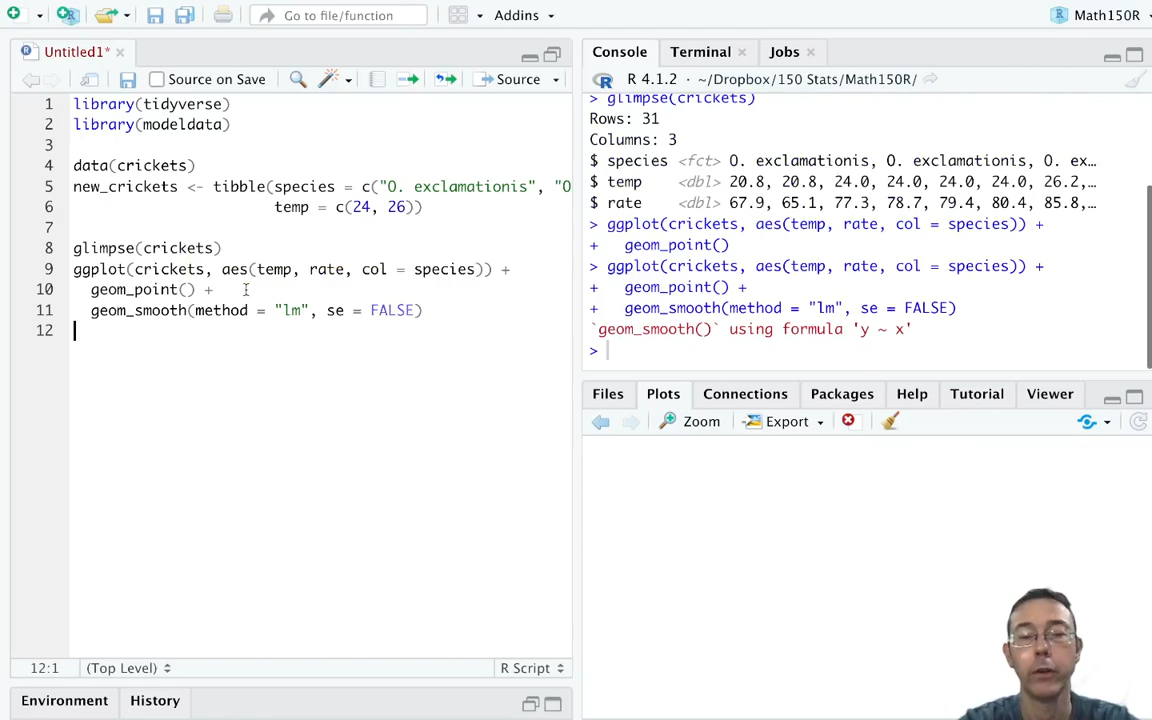 Go to file/function
Addins
Math150R
Untitled1*
Source on Save
Source
1 library(tidyverse)
2 library(modeldata)
3
4 data(crickets)
5 new_crickets <- tibble(species = c("O. exclamationis", "O
6 temp = c(24, 26))
7
8 glimpse(crickets)
9 ggplot(crickets, aes(temp, rate, col = species)) +
10 geom_point() +
11 geom_smooth(method = "lm", se = FALSE)
12
12:1 (Top Level) R Script
Environment History
Console Terminal Jobs
R 4.1.2 · ~/Dropbox/150 Stats/Math150R/
> glimpse(crickets)
Rows: 31
Columns: 3
$ species <fct> O. exclamationis, O. exclamationis, O. ex…
$ temp <dbl> 20.8, 20.8, 24.0, 24.0, 24.0, 24.0, 26.2,…
$ rate <dbl> 67.9, 65.1, 77.3, 78.7, 79.4, 80.4, 85.8,…
> ggplot(crickets, aes(temp, rate, col = species)) +
+ geom_point()
> ggplot(crickets, aes(temp, rate, col = species)) +
+ geom_point() +
+ geom_smooth(method = "lm", se = FALSE)
`geom_smooth()` using formula 'y ~ x'
>
Files Plots Connections Packages Help Tutorial Viewer
Zoom Export